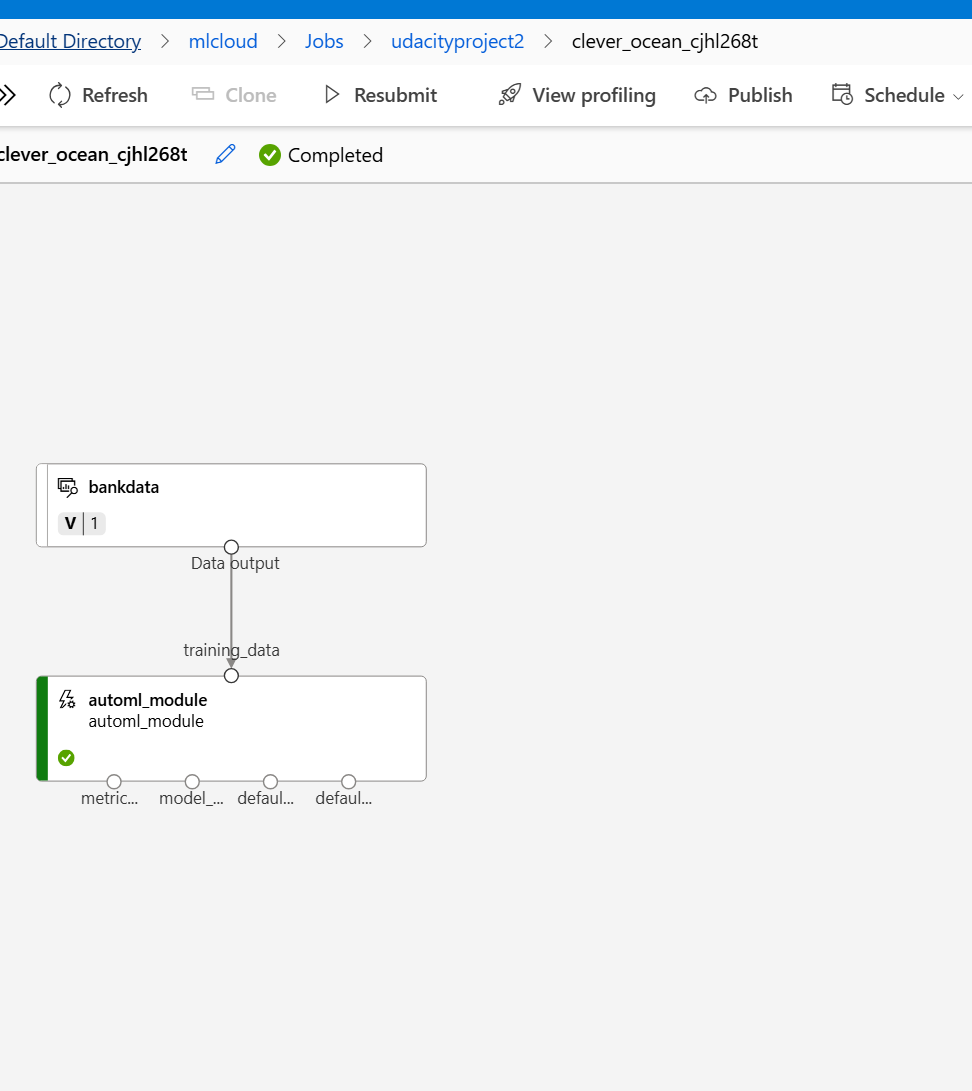 Default Directory > mlcloud > Jobs > udacityproject2 > clever_ocean_cjhl268t
Refresh Clone Resubmit View profiling Publish Schedule
clever_ocean_cjhl268t Completed
bankdata
V 1
Data output
training_data
automl_module
automl_module
metric... model_... defaul... defaul...